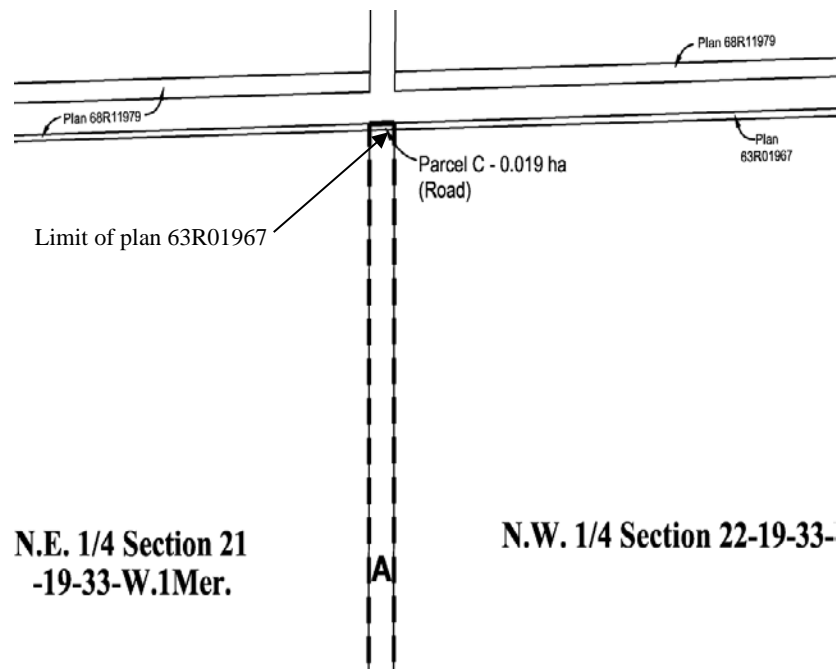 Plan 68R11979
Plan 68R11979
Plan
63R01967
Parcel C - 0.019 ha
(Road)
Limit of plan 63R01967
N.E. 1/4 Section 21
-19-33-W.1Mer.
N.W. 1/4 Section 22-19-33-
A